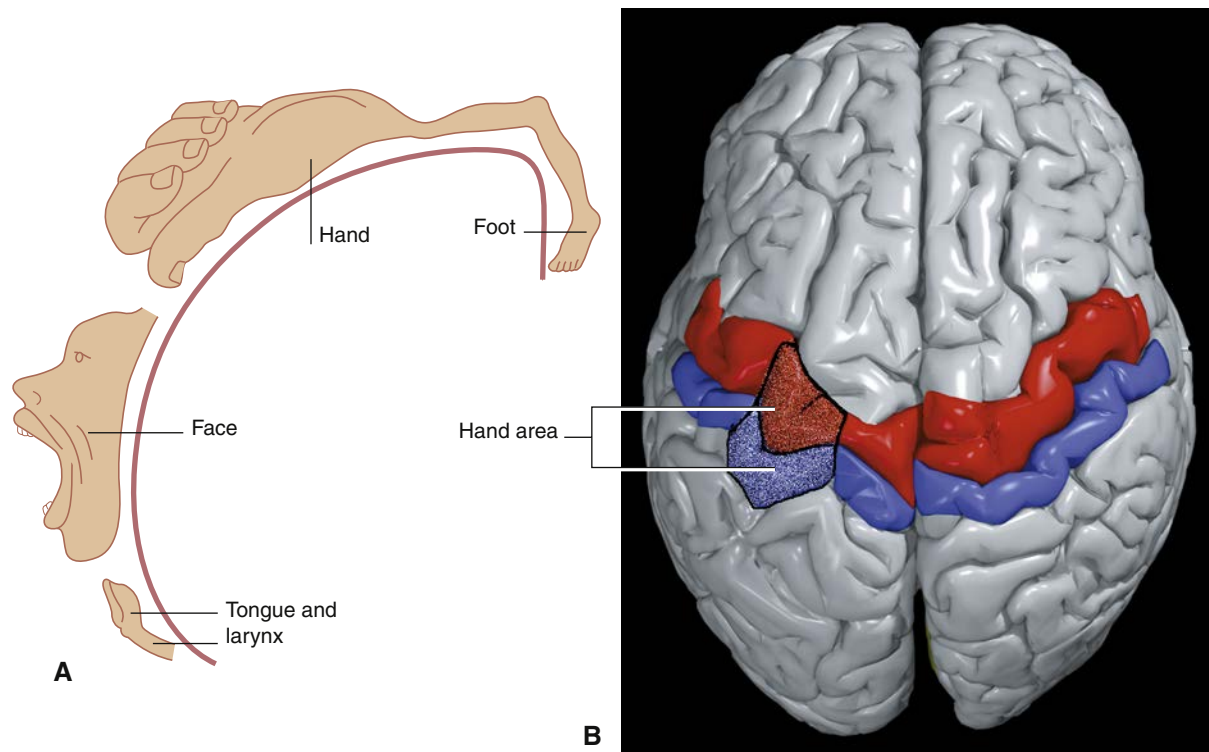 Hand
Foot
Face
Tongue and
larynx
A
Hand area
B